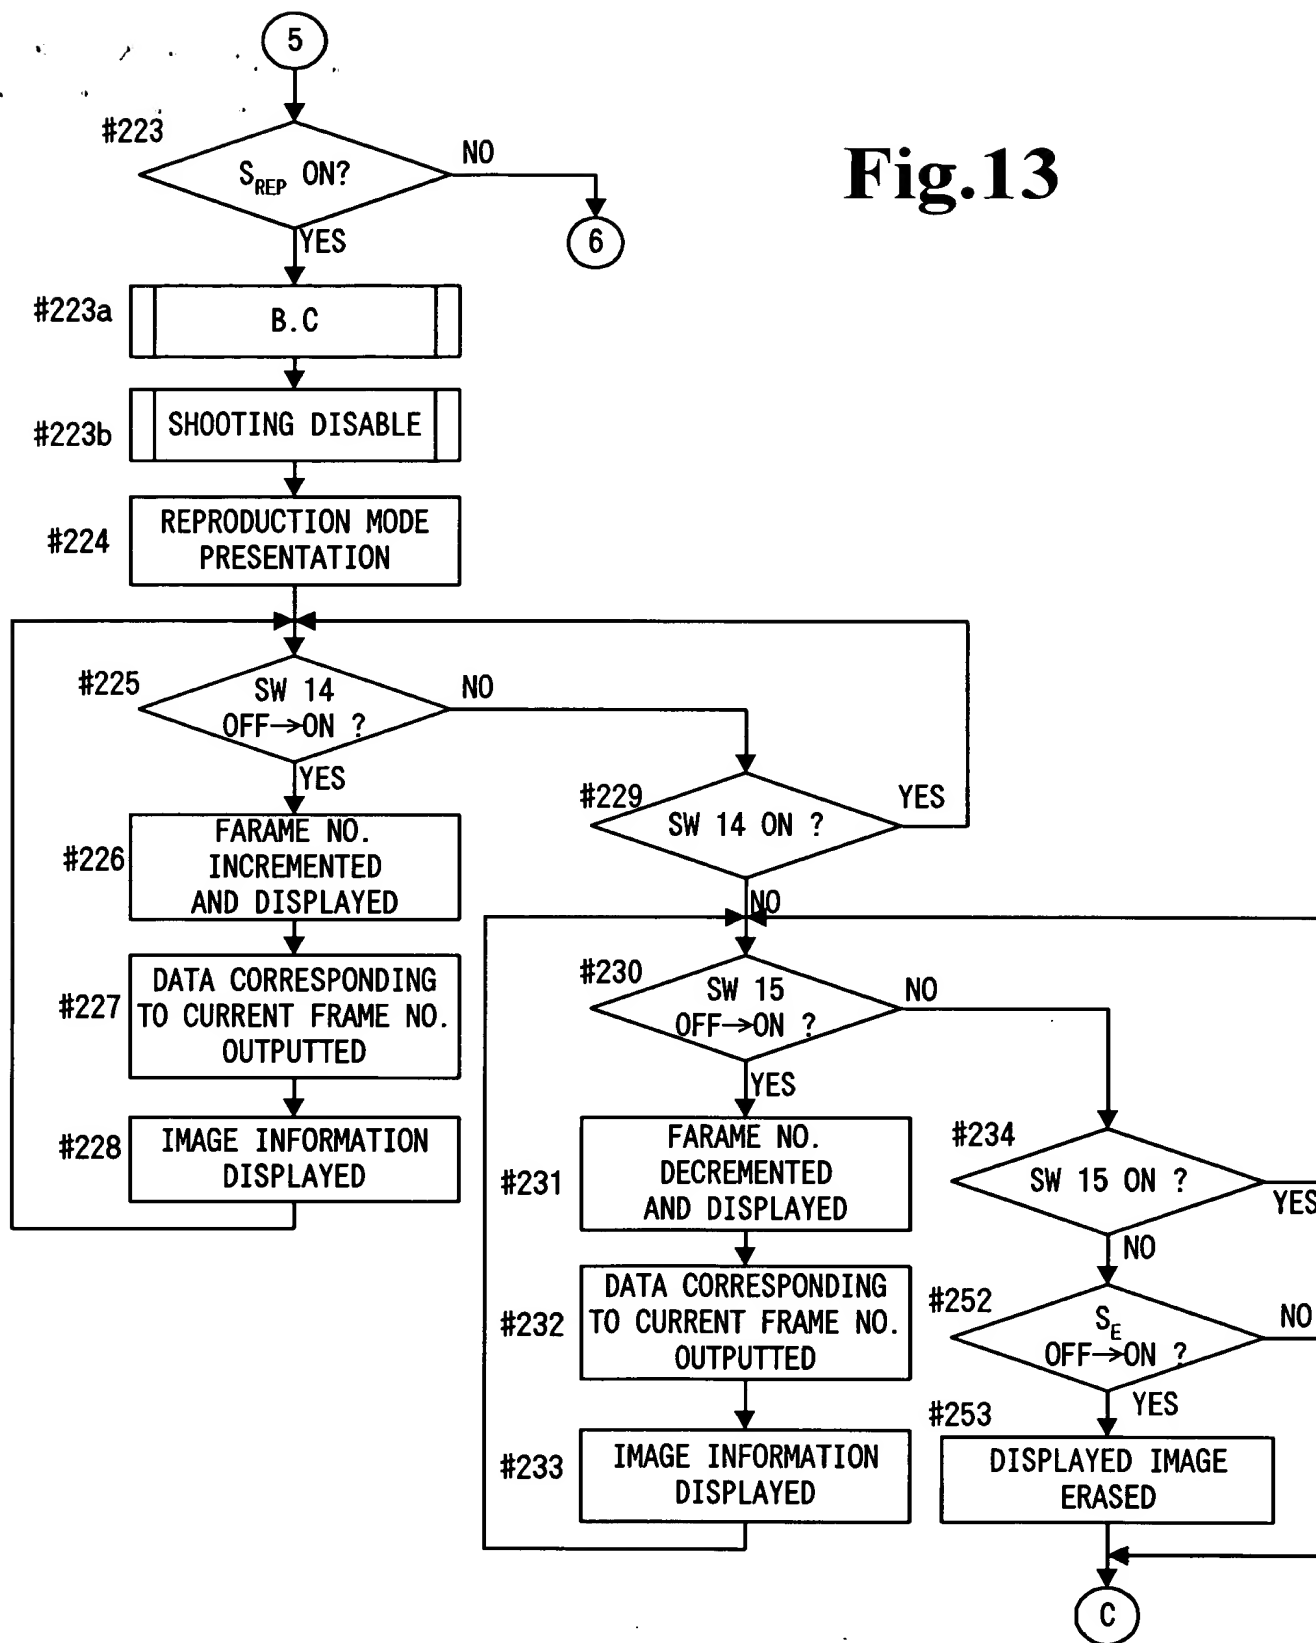 5
#223
S_REP ON?
NO
Fig.13
6
YES
#223a
B.C
#223b
SHOOTING DISABLE
#224
REPRODUCTION MODE
PRESENTATION
#225
SW 14
OFF→ON ?
NO
YES
#229
SW 14 ON ?
YES
NO
#226
FARAME NO.
INCREMENTED
AND DISPLAYED
#227
DATA CORRESPONDING
TO CURRENT FRAME NO.
OUTPUTTED
#228
IMAGE INFORMATION
DISPLAYED
#230
SW 15
OFF→ON ?
NO
YES
#231
FARAME NO.
DECREMENTED
AND DISPLAYED
#232
DATA CORRESPONDING
TO CURRENT FRAME NO.
OUTPUTTED
#233
IMAGE INFORMATION
DISPLAYED
#234
SW 15 ON ?
YES
NO
#252
S_E
OFF→ON ?
NO
YES
#253
DISPLAYED IMAGE
ERASED
C